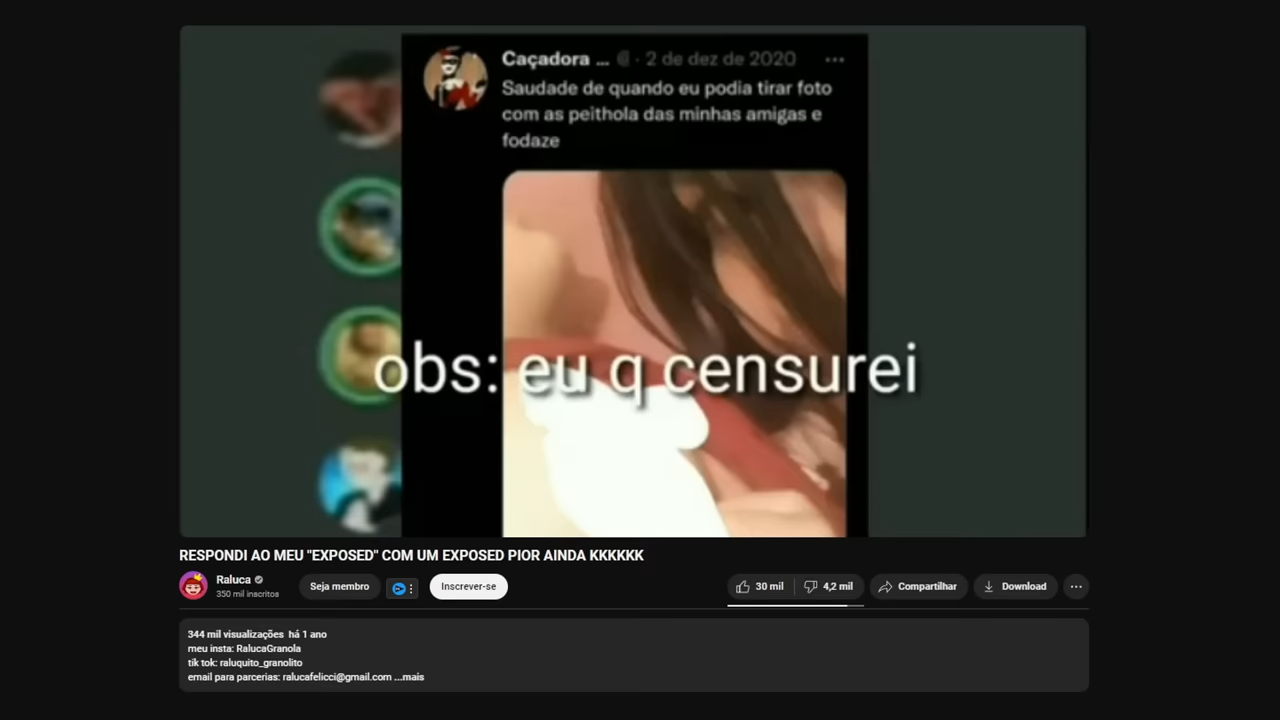 Caçadora ... · 2 de dez de 2020
Saudade de quando eu podia tirar foto
com as peithola das minhas amigas e
fodaze
obs: eu q censurei
RESPONDI AO MEU "EXPOSED" COM UM EXPOSED PIOR AINDA KKKKKK
Raluca
350 mil inscritos
Seja membro
Inscrever-se
30 mil
4,2 mil
Compartilhar
Download
344 mil visualizações há 1 ano
meu insta: RalucaGranola
tik tok: raluquito_granolito
email para parcerias: ralucafelicci@gmail.com ...mais